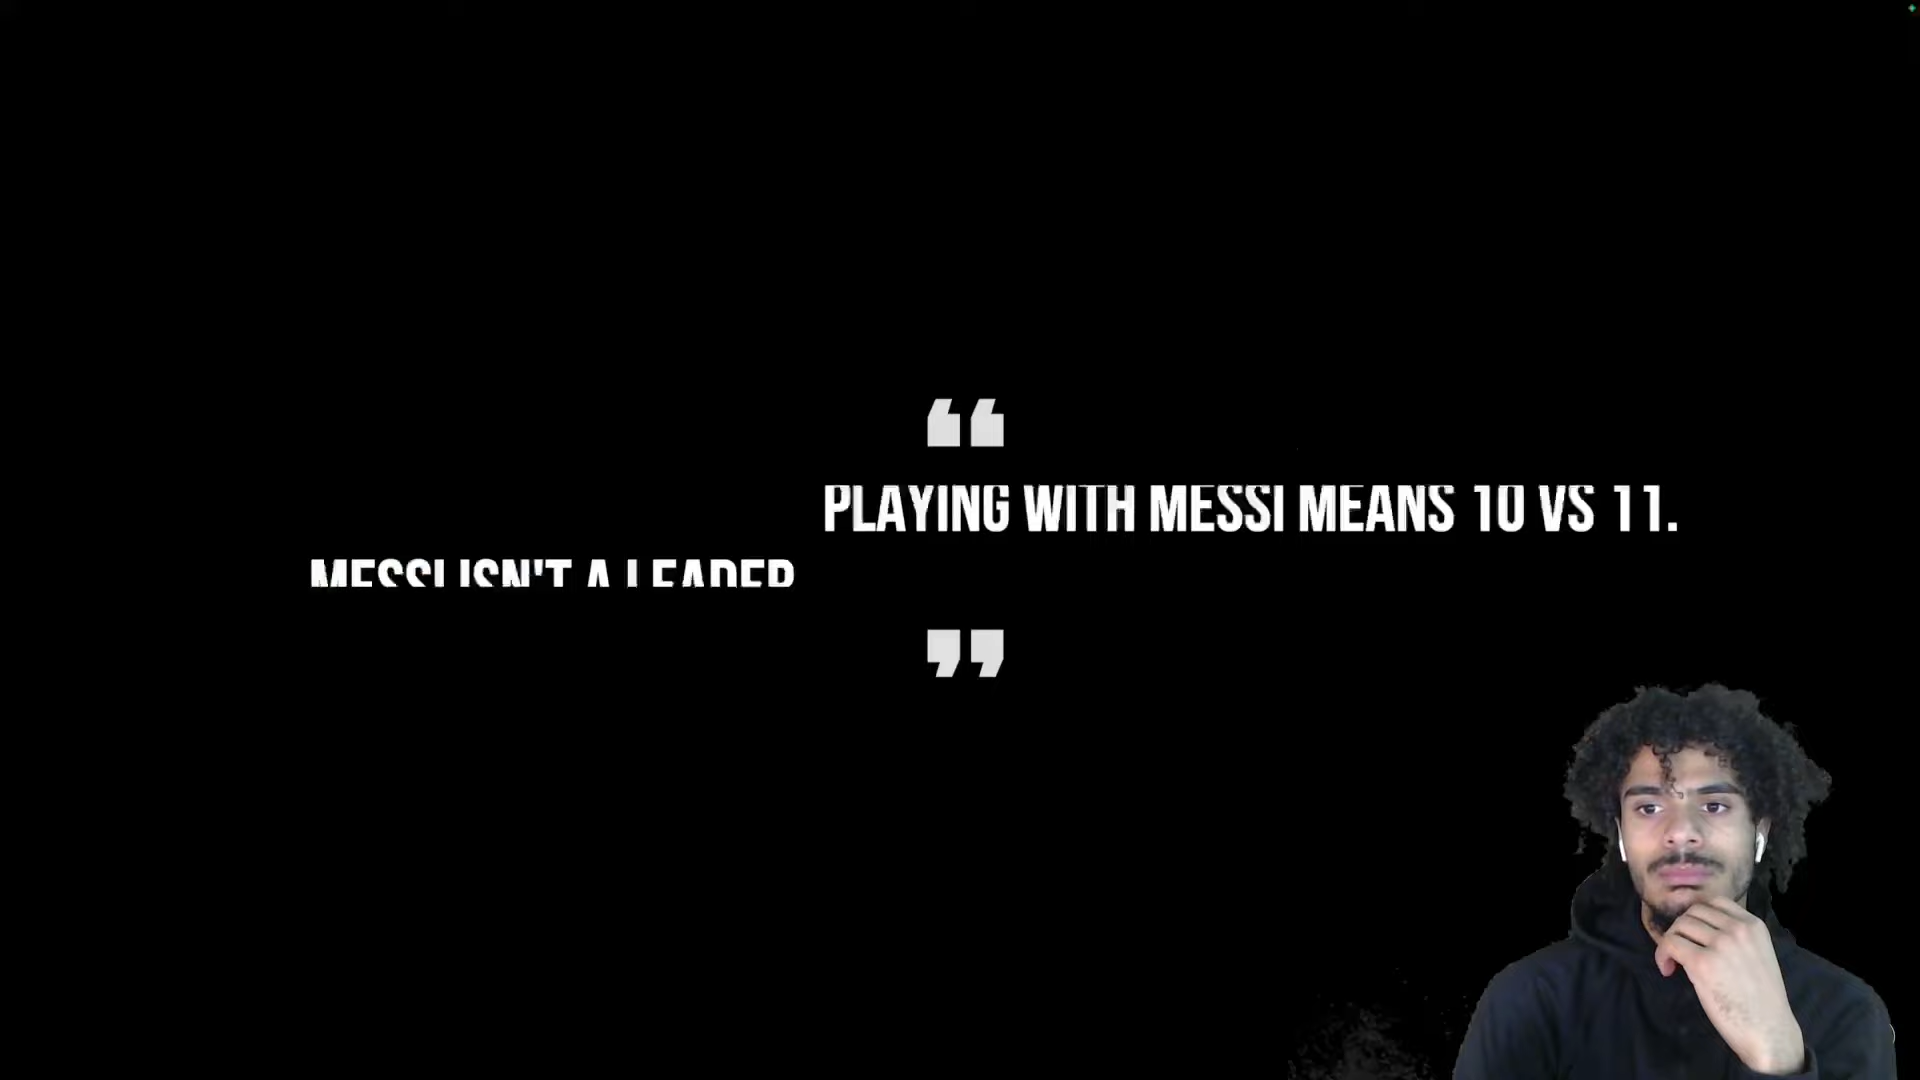 “
PLAYING WITH MESSI MEANS 10 VS 11.
MESSI ISN'T A LEADER
”